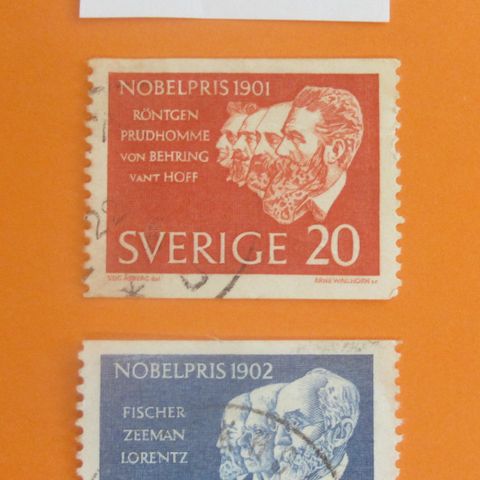 NOBELPRIS 1901
RÖNTGEN
PRUDHOMME
VON BEHRING
VANT HOFF
SVERIGE 20
NOBELPRIS 1902
FISCHER
ZEEMAN
LORENTZ